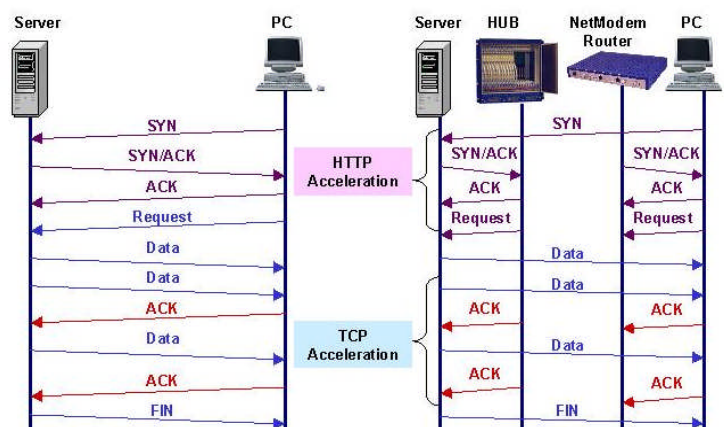 Server
PC
Server
HUB
NetModem
Router
PC
SYN
SYN/ACK
ACK
Request
Data
Data
ACK
Data
ACK
FIN
HTTP
Acceleration
TCP
Acceleration
SYN
SYN/ACK
SYN/ACK
ACK
ACK
Request
Request
Data
Data
ACK
ACK
Data
ACK
ACK
FIN